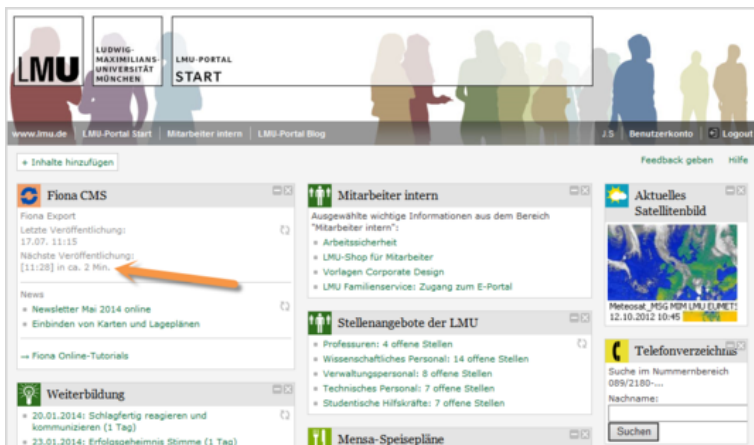 LMU
LUDWIG-
MAXIMILIANS-
UNIVERSITÄT
MÜNCHEN
LMU-PORTAL
START
www.lmu.de LMU-Portal Start Mitarbeiter intern LMU-Portal Blog J.S Benutzerkonto Logout
+ Inhalte hinzufügen
Feedback geben Hilfe
Fiona CMS
Fiona Export
Letzte Veröffentlichung:
17.07. 11:15
Nächste Veröffentlichung:
[11:28] in ca. 2 Min.
News
Newsletter Mai 2014 online
Einbinden von Karten und Lageplänen
→ Fiona Online-Tutorials
Weiterbildung
20.01.2014: Schlagfertig reagieren und
kommunizieren (1 Tag)
23.01.2014: Erfolgsgeheimnis Stimme (1 Tag)
Mitarbeiter intern
Ausgewählte wichtige Informationen aus dem Bereich
"Mitarbeiter intern":
Arbeitssicherheit
LMU-Shop für Mitarbeiter
Vorlagen Corporate Design
LMU Familienservice: Zugang zum E-Portal
Stellenangebote der LMU
Professuren: 4 offene Stellen
Wissenschaftliches Personal: 14 offene Stellen
Verwaltungspersonal: 8 offene Stellen
Technisches Personal: 7 offene Stellen
Studentische Hilfskräfte: 7 offene Stellen
Mensa-Speisepläne
Aktuelles
Satellitenbild
Meteosat_MSG MIM LMU EUMETS
12.10.2012 10:45
Telefonverzeichnis
Suche im Nummernbereich
089/2180-...
Nachname:
Suchen